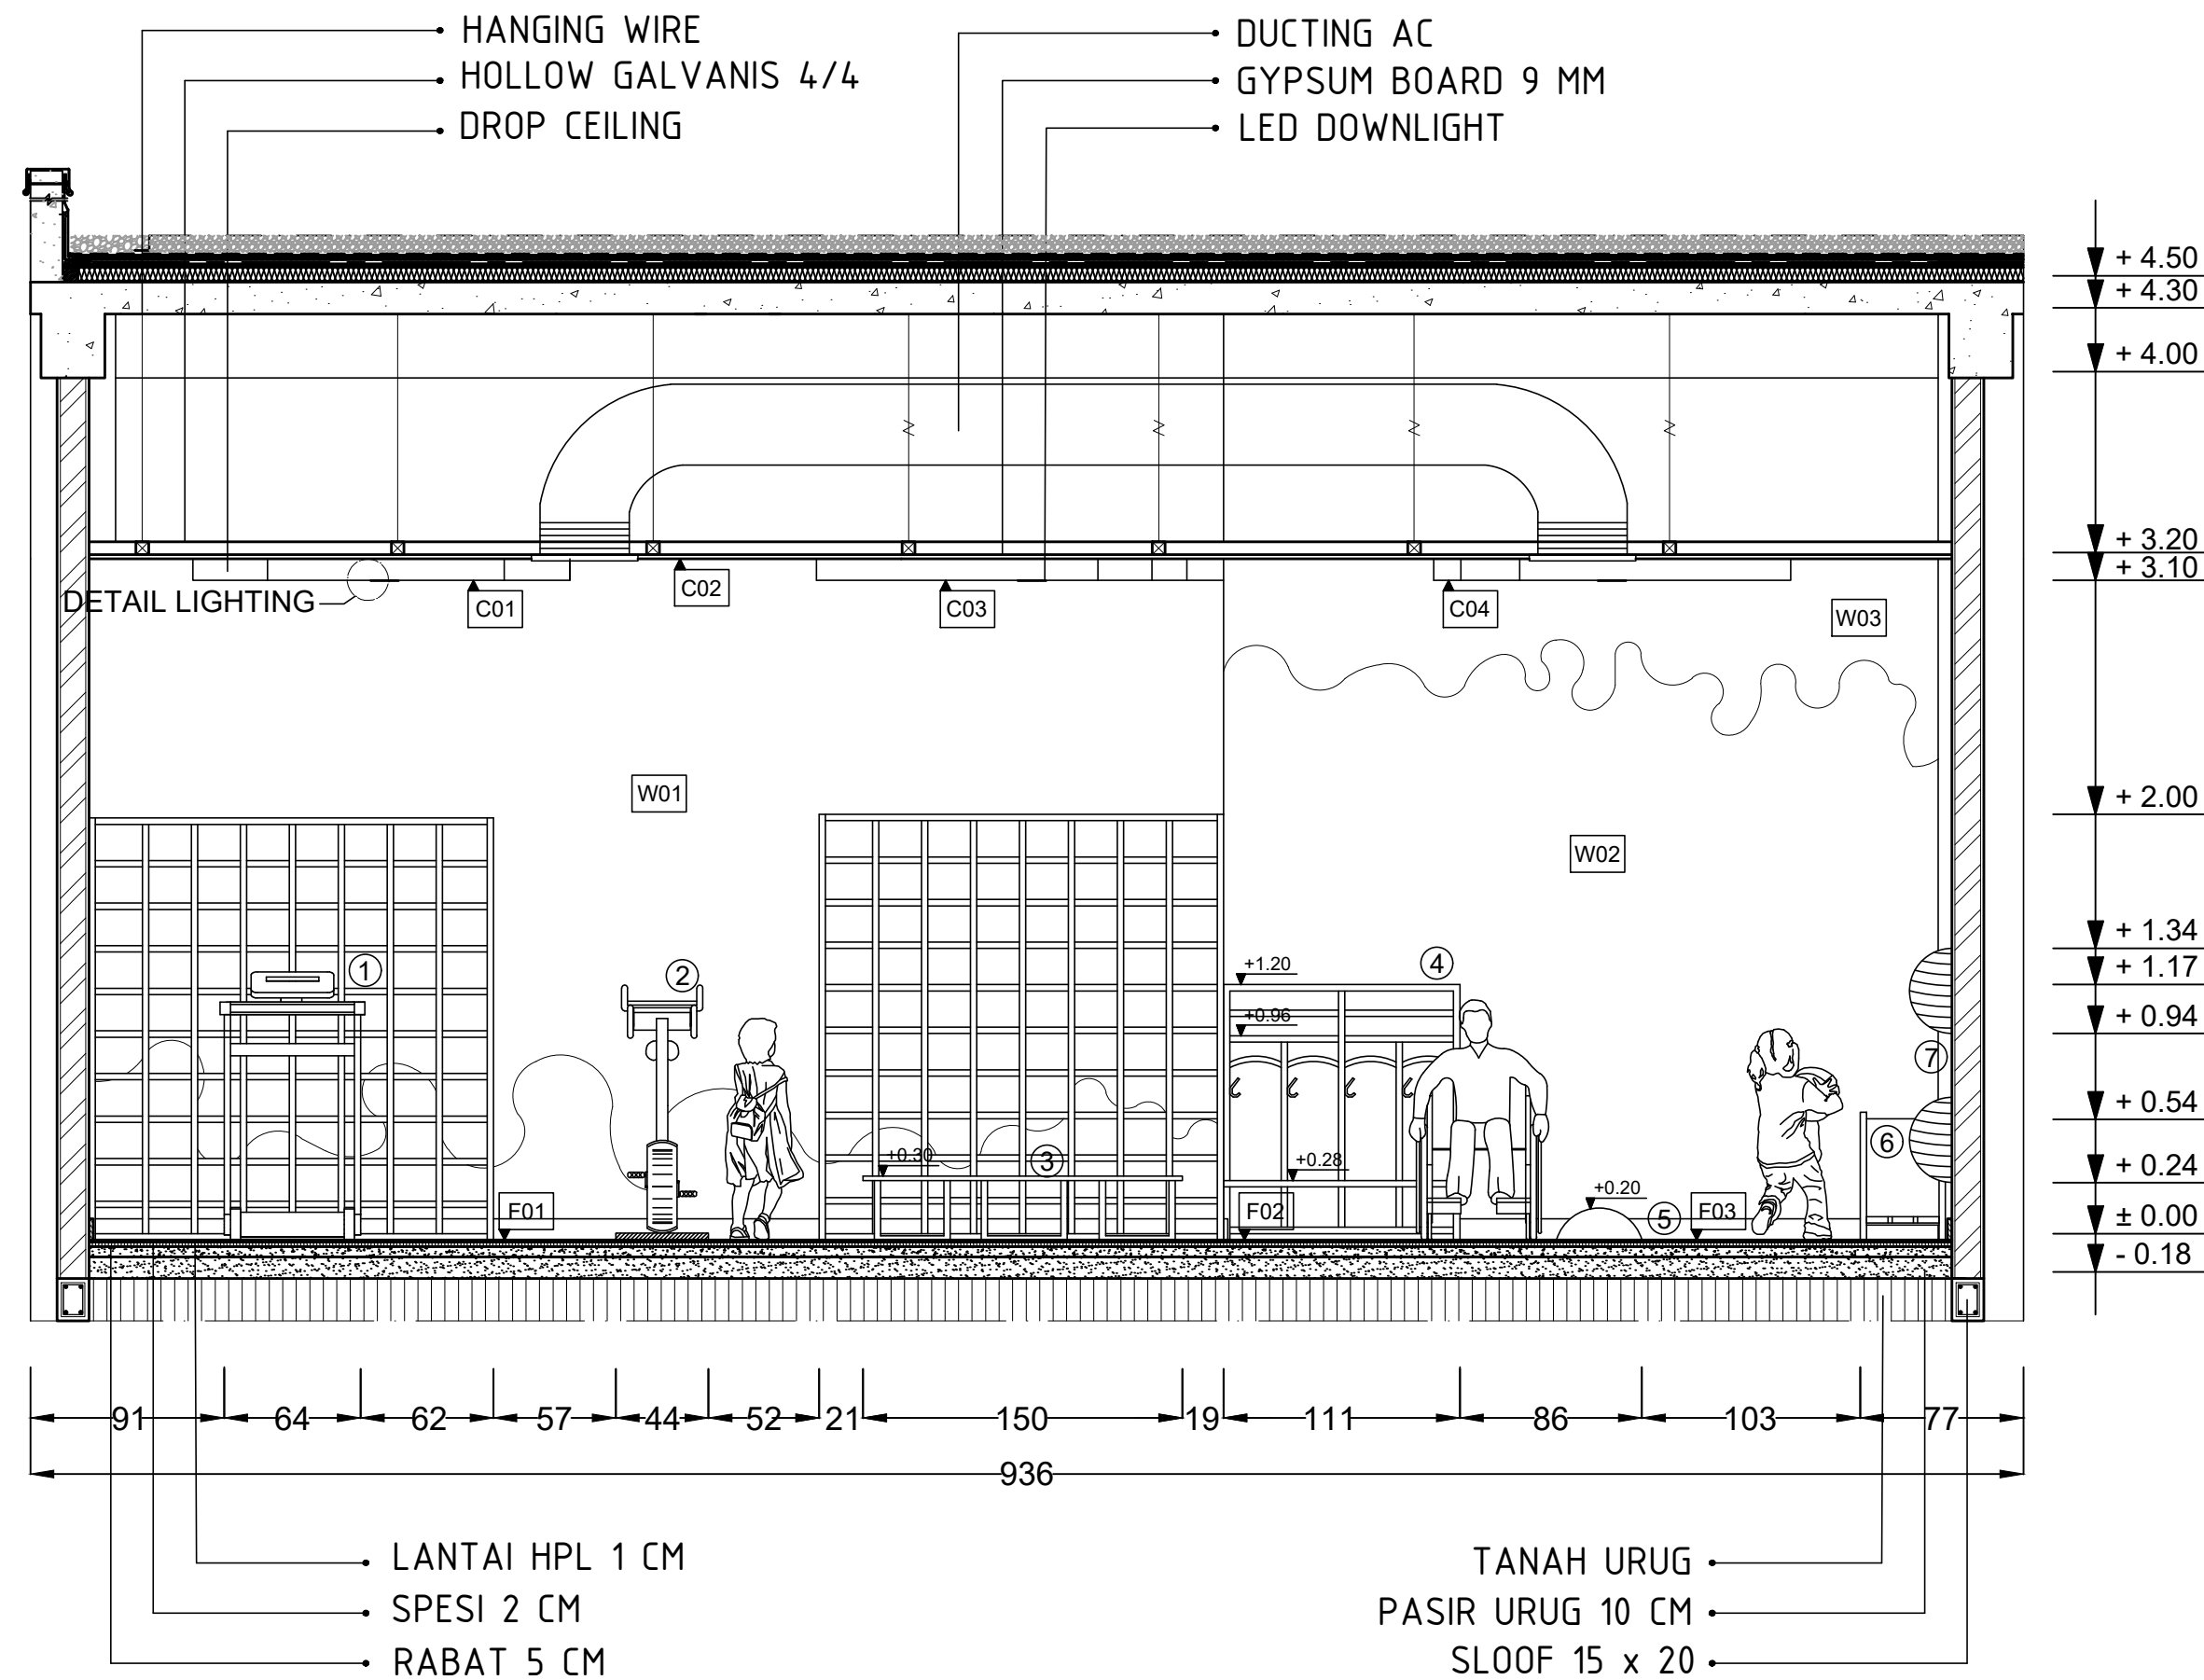 HANGING WIRE
HOLLOW GALVANIS 4/4
DROP CEILING
DUCTING AC
GYPSUM BOARD 9 MM
LED DOWNLIGHT
+ 4.50
+ 4.30
+ 4.00
+ 3.20
+ 3.10
DETAIL LIGHTING
C01
C02
C03
C04
W03
W01
W02
+ 2.00
+ 1.34
+ 1.17
+ 0.94
+ 0.54
+ 0.24
± 0.00
- 0.18
1
2
4
+1.20
+0.96
7
6
+0.30
3
+0.28
+0.20
5
F01
F02
F03
91
64
62
57
44
52
21
150
19
111
86
103
77
936
LANTAI HPL 1 CM
SPESI 2 CM
RABAT 5 CM
TANAH URUG
PASIR URUG 10 CM
SLOOF 15 x 20